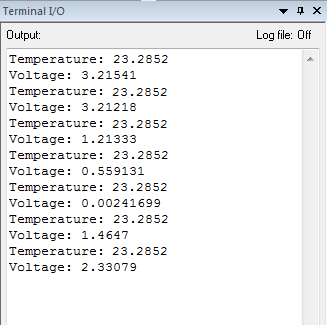 Terminal I/O
Output: Log file: Off
Temperature: 23.2852
Voltage: 3.21541
Temperature: 23.2852
Voltage: 3.21218
Temperature: 23.2852
Voltage: 1.21333
Temperature: 23.2852
Voltage: 0.559131
Temperature: 23.2852
Voltage: 0.00241699
Temperature: 23.2852
Voltage: 1.4647
Temperature: 23.2852
Voltage: 2.33079